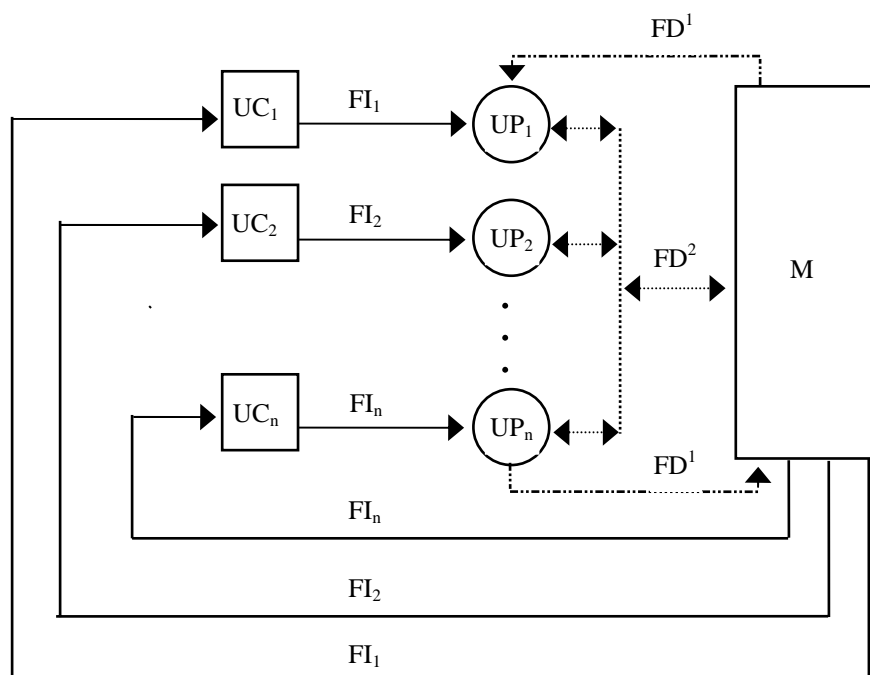 FD¹
UC₁ FI₁ UP₁
UC₂ FI₂ UP₂
FD² M
UCₙ FIₙ UPₙ
FD¹
FIₙ
FI₂
FI₁